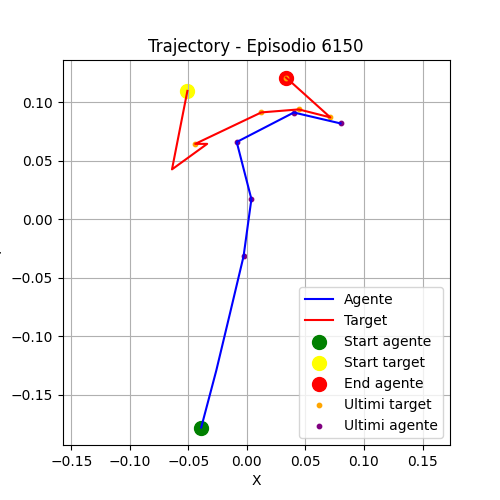 Trajectory - Episodio 6150
0.10
0.05
0.00
−0.05
−0.10
−0.15
Agente
Target
Start agente
Start target
End agente
Ultimi target
Ultimi agente
−0.15 −0.10 −0.05 0.00 0.05 0.10 0.15
X